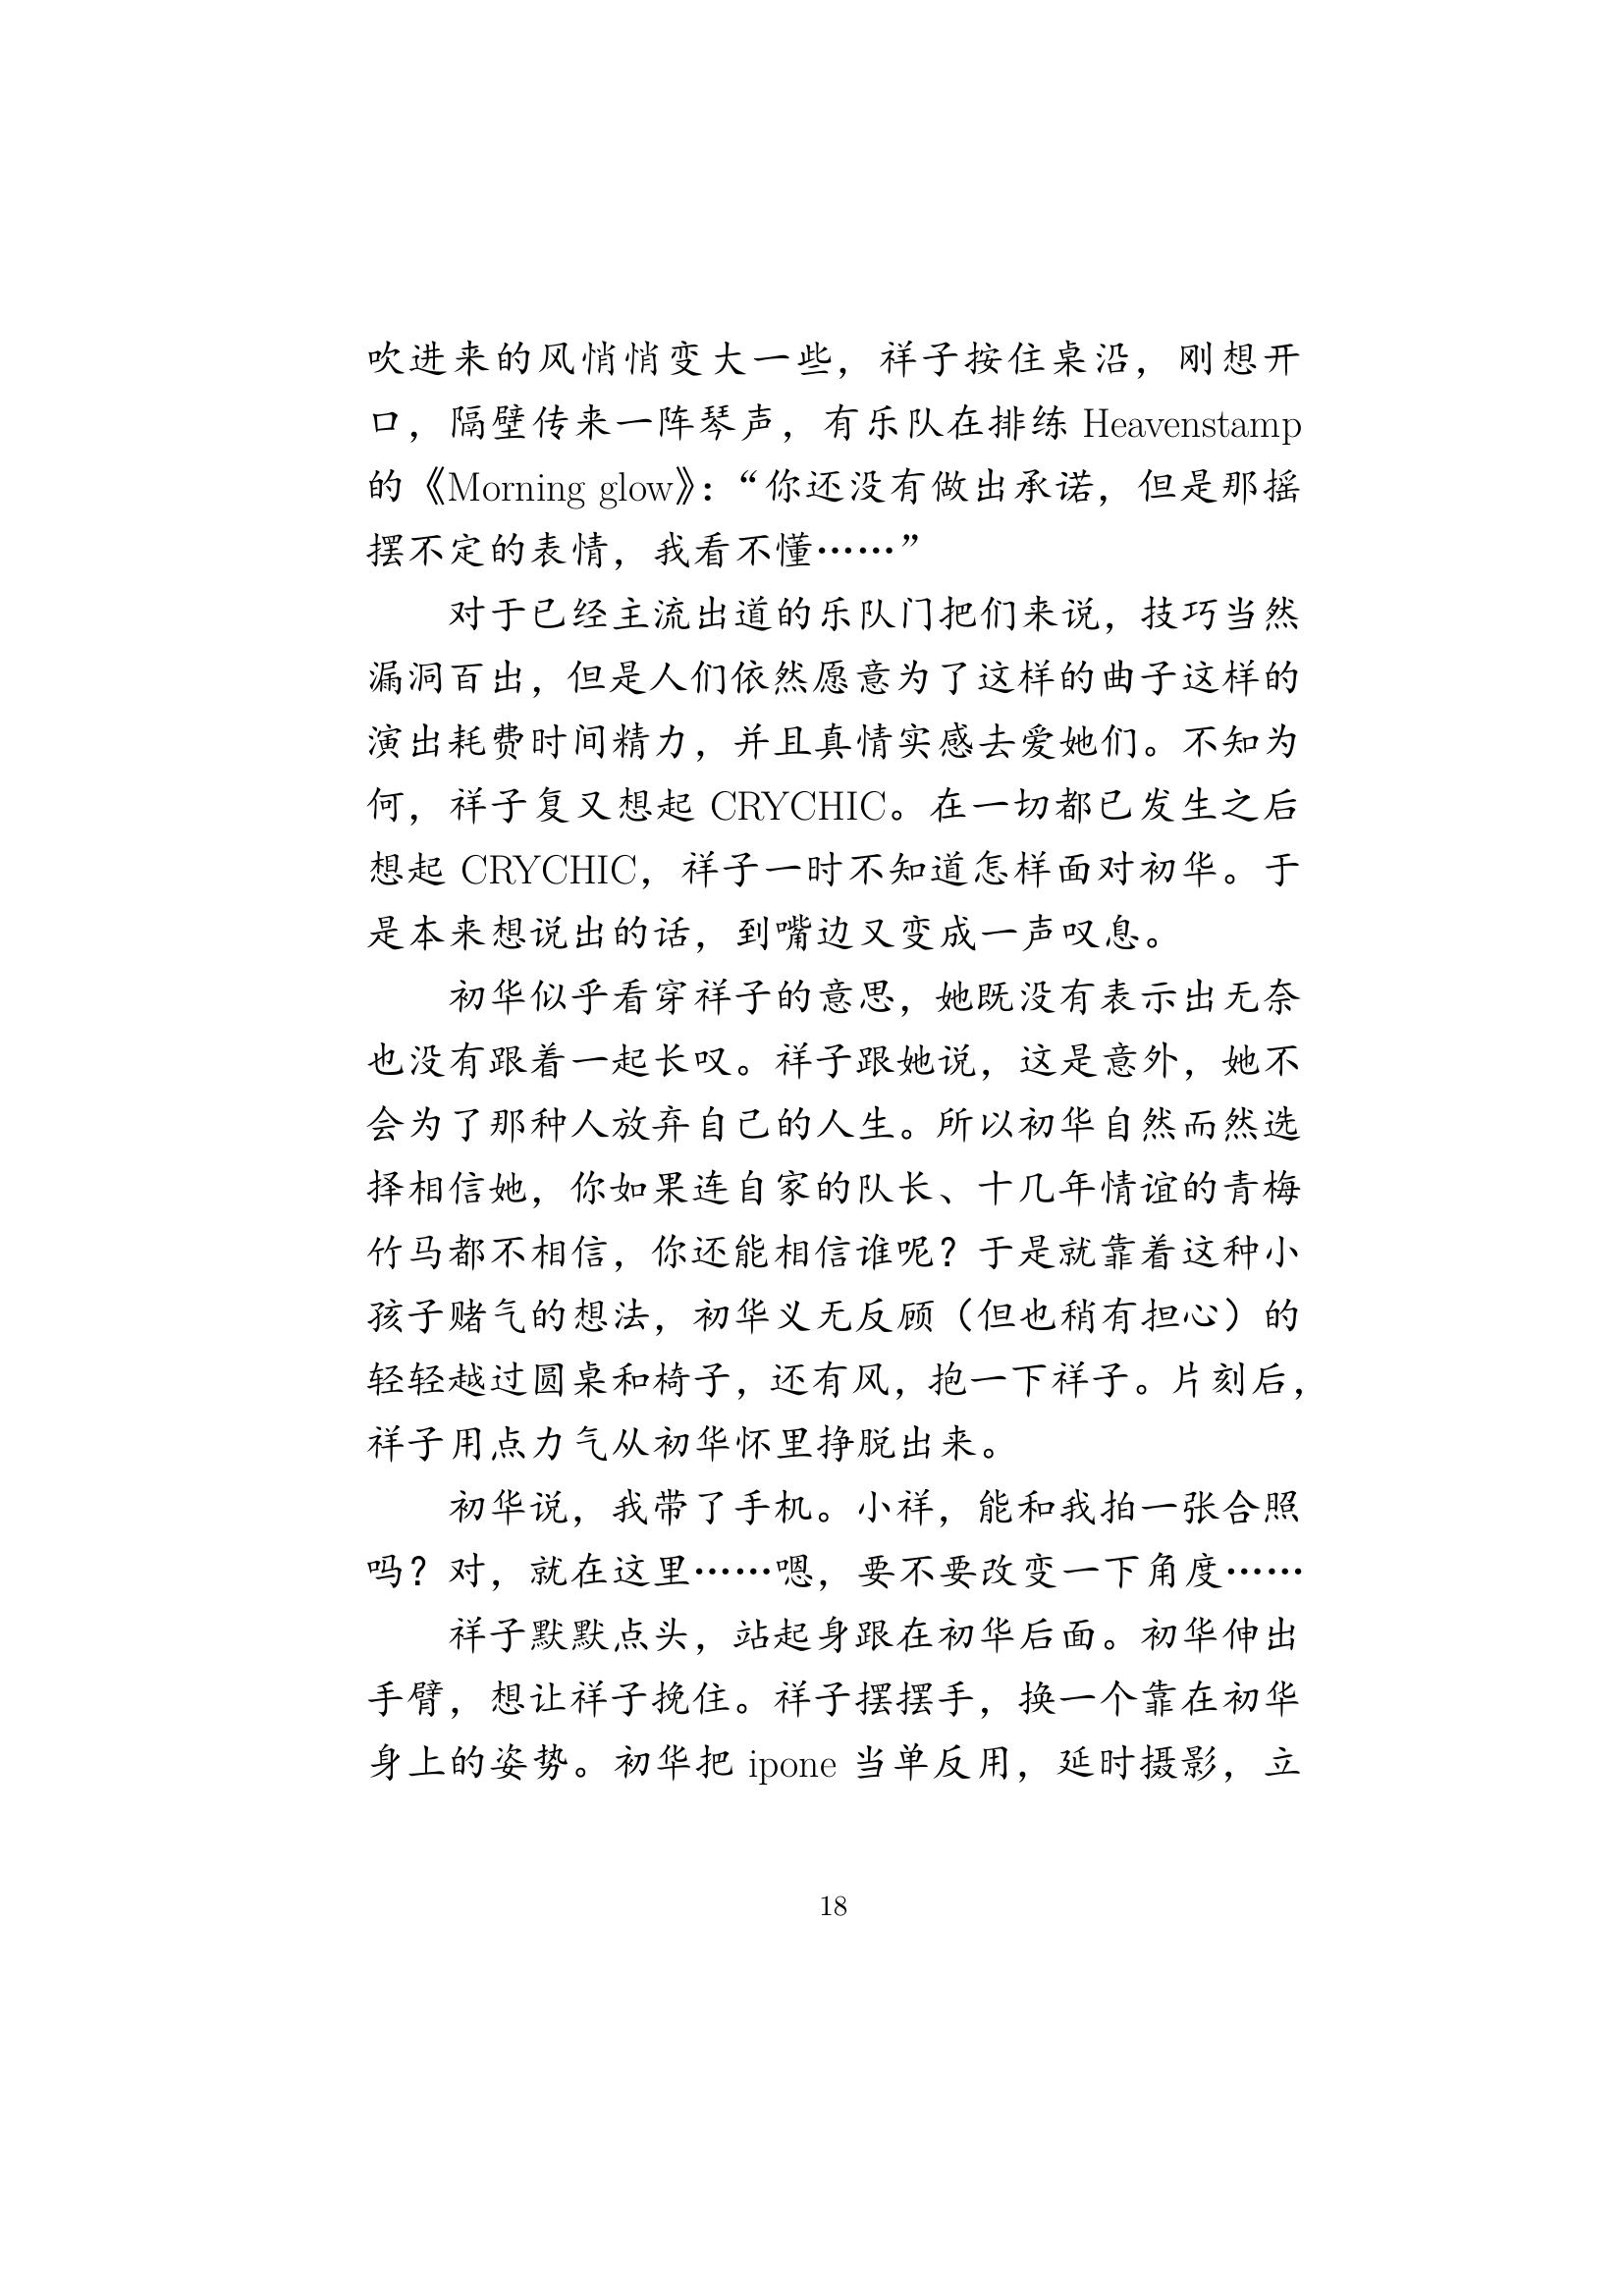 吹进来的风悄悄变大一些，祥子按住桌沿，刚想开
口，隔壁传来一阵琴声，有乐队在排练 Heavenstamp
的《Morning glow》：“你还没有做出承诺，但是那摇
摆不定的表情，我看不懂……”
对于已经主流出道的乐队门把们来说，技巧当然
漏洞百出，但是人们依然愿意为了这样的曲子这样的
演出耗费时间精力，并且真情实感去爱她们。不知为
何，祥子复又想起 CRYCHIC。在一切都已发生之后
想起 CRYCHIC，祥子一时不知道怎样面对初华。于
是本来想说出的话，到嘴边又变成一声叹息。
初华似乎看穿祥子的意思，她既没有表示出无奈
也没有跟着一起长叹。祥子跟她说，这是意外，她不
会为了那种人放弃自己的人生。所以初华自然而然选
择相信她，你如果连自家的队长、十几年情谊的青梅
竹马都不相信，你还能相信谁呢？于是就靠着这种小
孩子赌气的想法，初华义无反顾（但也稍有担心）的
轻轻越过圆桌和椅子，还有风，抱一下祥子。片刻后，
祥子用点力气从初华怀里挣脱出来。
初华说，我带了手机。小祥，能和我拍一张合照
吗？对，就在这里……嗯，要不要改变一下角度……
祥子默默点头，站起身跟在初华后面。初华伸出
手臂，想让祥子挽住。祥子摆摆手，换一个靠在初华
身上的姿势。初华把 ipone 当单反用，延时摄影，立
18